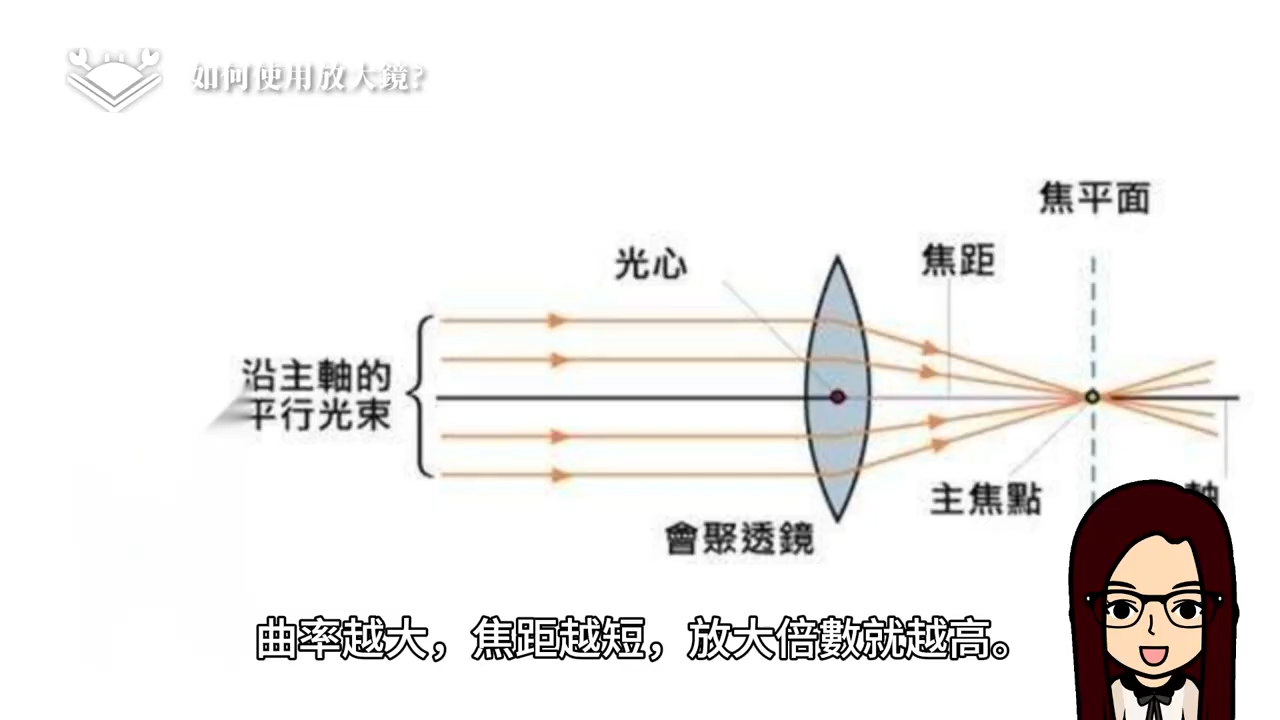 如何使用放大鏡?
焦平面
光心
焦距
沿主軸的
平行光束
主焦點
軸
會聚透鏡
曲率越大，焦距越短，放大倍數就越高。